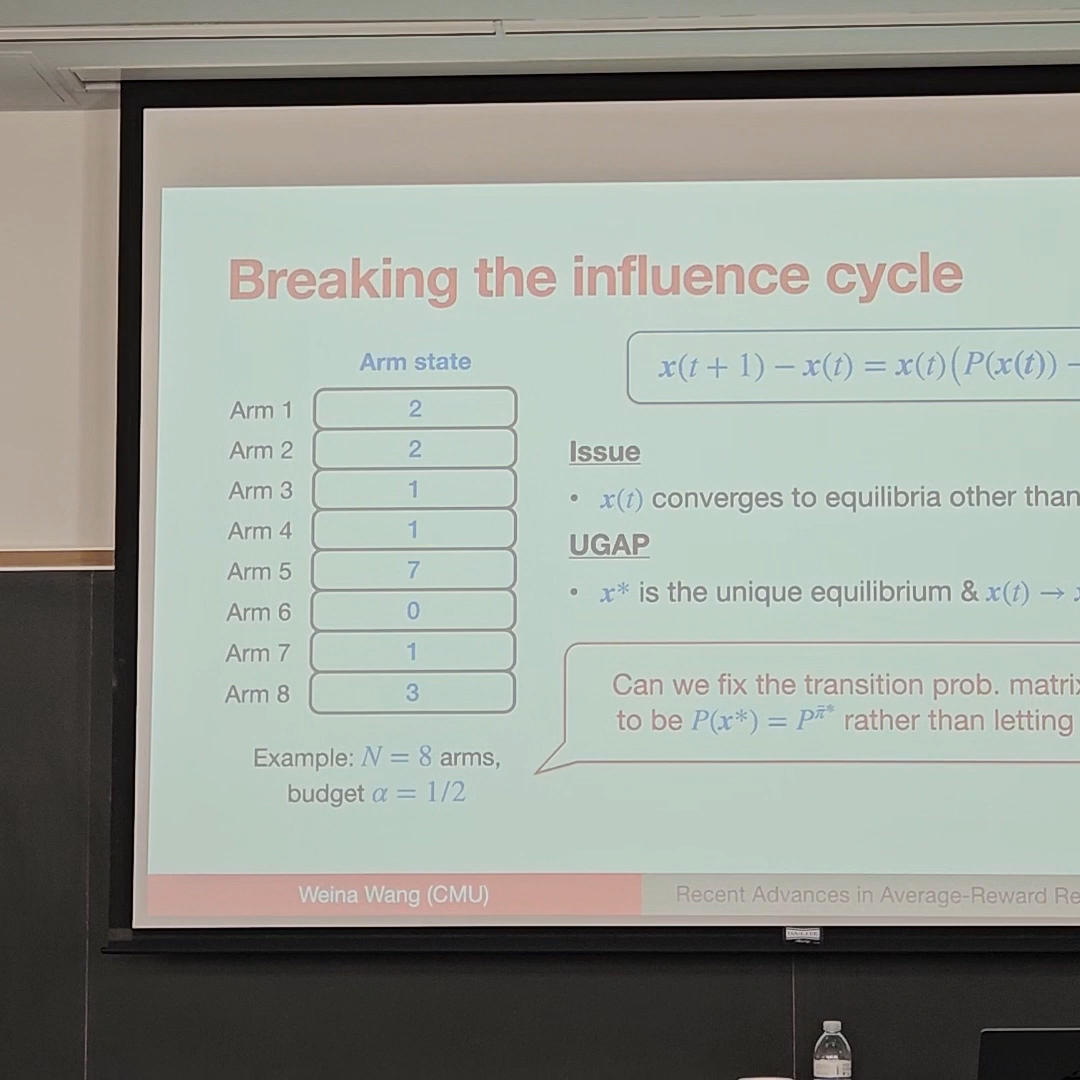 Breaking the influence cycle
Arm state
Arm 1 2
Arm 2 2
Arm 3 1
Arm 4 1
Arm 5 7
Arm 6 0
Arm 7 1
Arm 8 3
Example: N = 8 arms,
budget α = 1/2
x(t + 1) − x(t) = x(t)(P(x(t)) −
Issue
• x(t) converges to equilibria other than
UGAP
• x* is the unique equilibrium & x(t) →
Can we fix the transition prob. matrix
to be P(x*) = P^π̄* rather than letting
Weina Wang (CMU)
Recent Advances in Average-Reward Re